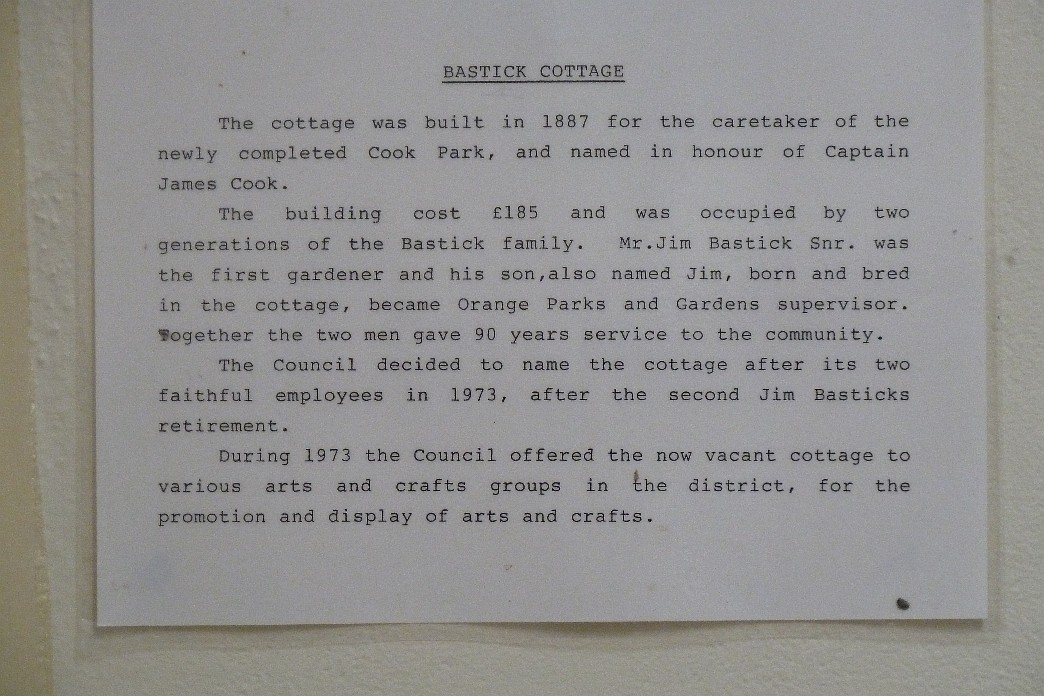 BASTICK COTTAGE
The cottage was built in 1887 for the caretaker of the
newly completed Cook Park, and named in honour of Captain
James Cook.
The building cost £185 and was occupied by two
generations of the Bastick family. Mr.Jim Bastick Snr. was
the first gardener and his son,also named Jim, born and bred
in the cottage, became Orange Parks and Gardens supervisor.
Together the two men gave 90 years service to the community.
The Council decided to name the cottage after its two
faithful employees in 1973, after the second Jim Basticks
retirement.
During 1973 the Council offered the now vacant cottage to
various arts and crafts groups in the district, for the
promotion and display of arts and crafts.